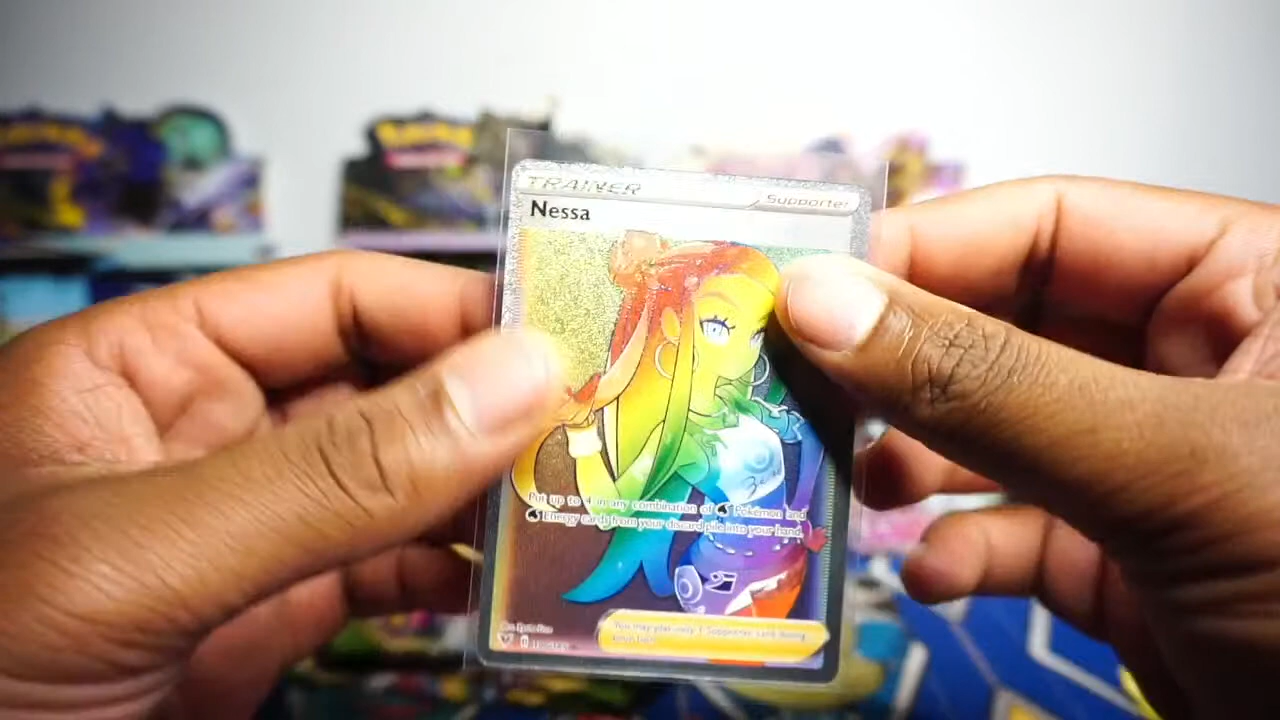 Pokémon
TRAINER
Supporter
Nessa
Put up to 4 in any combination of Pokémon and
Energy cards from your discard pile into your hand.
You may play only 1 Supporter card during
your turn.